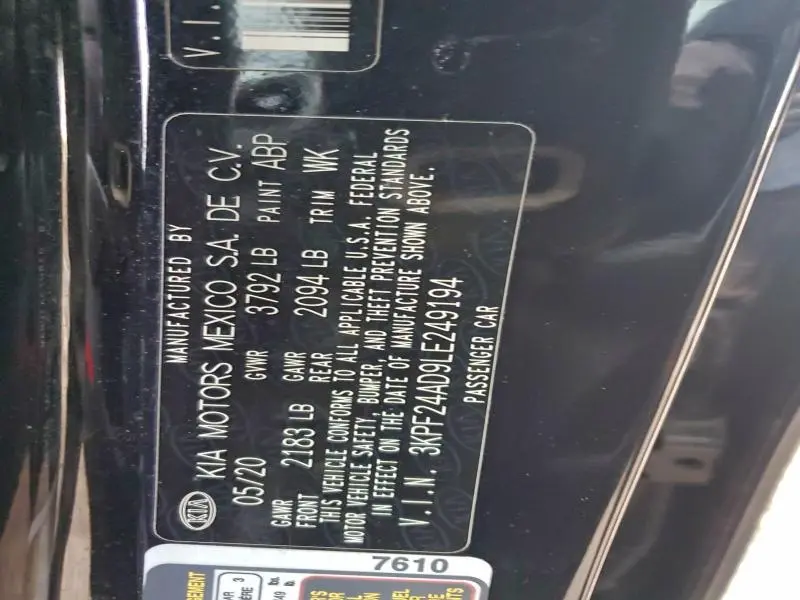 V.I.
MANUFACTURED BY
KIA KIA MOTORS MEXICO S.A. DE C.V.
05/20 GVWR 3792 LB PAINT ABP
GAWR FRONT 2183 LB GAWR REAR 2094 LB TRIM WK
THIS VEHICLE CONFORMS TO ALL APPLICABLE U.S.A. FEDERAL
MOTOR VEHICLE SAFETY, BUMPER, AND THEFT PREVENTION STANDARDS
IN EFFECT ON THE DATE OF MANUFACTURE SHOWN ABOVE.
V.I.N. 3KPF24AD9LE249194
PASSENGER CAR
7610